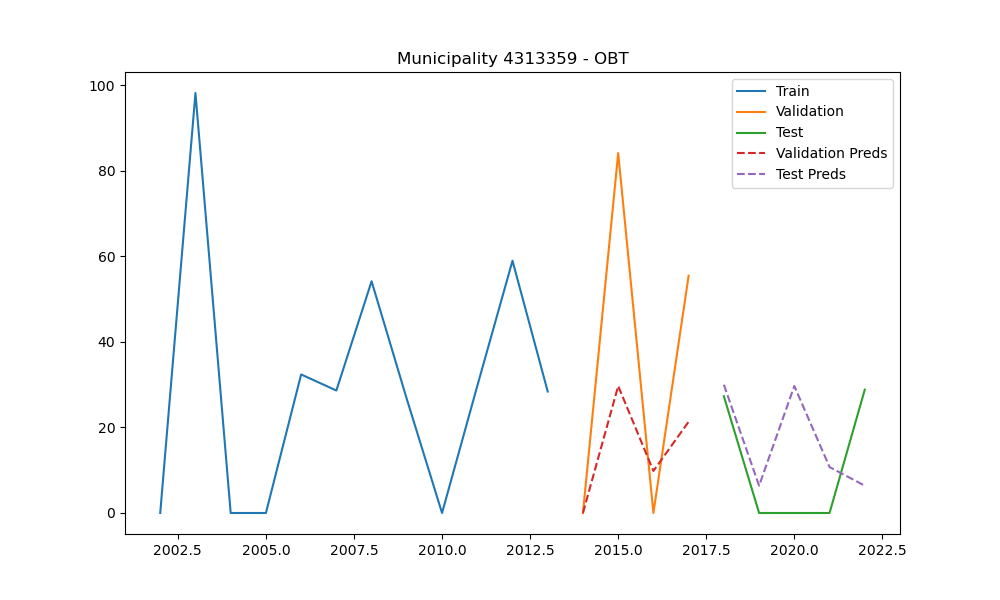 Municipality 4313359 - OBT
100
80
60
40
20
0
2002.5 2005.0 2007.5 2010.0 2012.5 2015.0 2017.5 2020.0 2022.5
Train
Validation
Test
Validation Preds
Test Preds